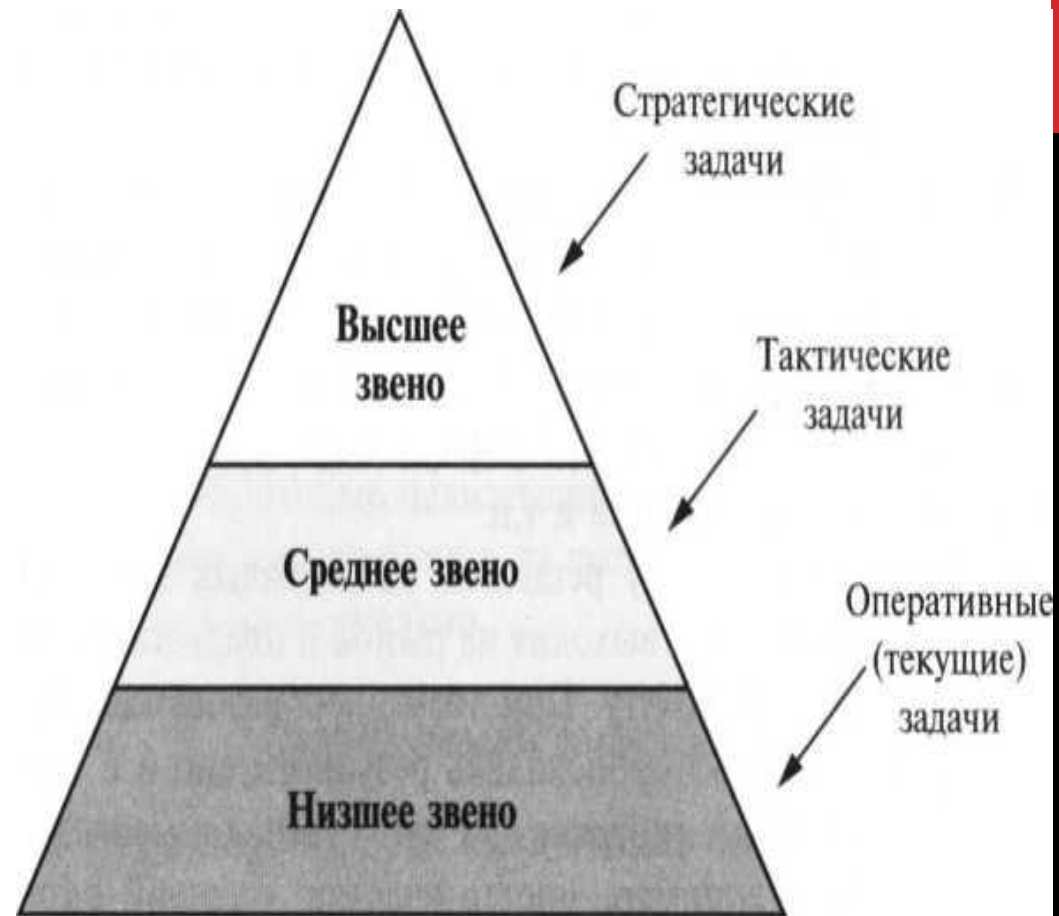 Стратегические
задачи
Высшее
звено
Тактические
задачи
Среднее звено
Оперативные
(текущие)
задачи
Низшее звено